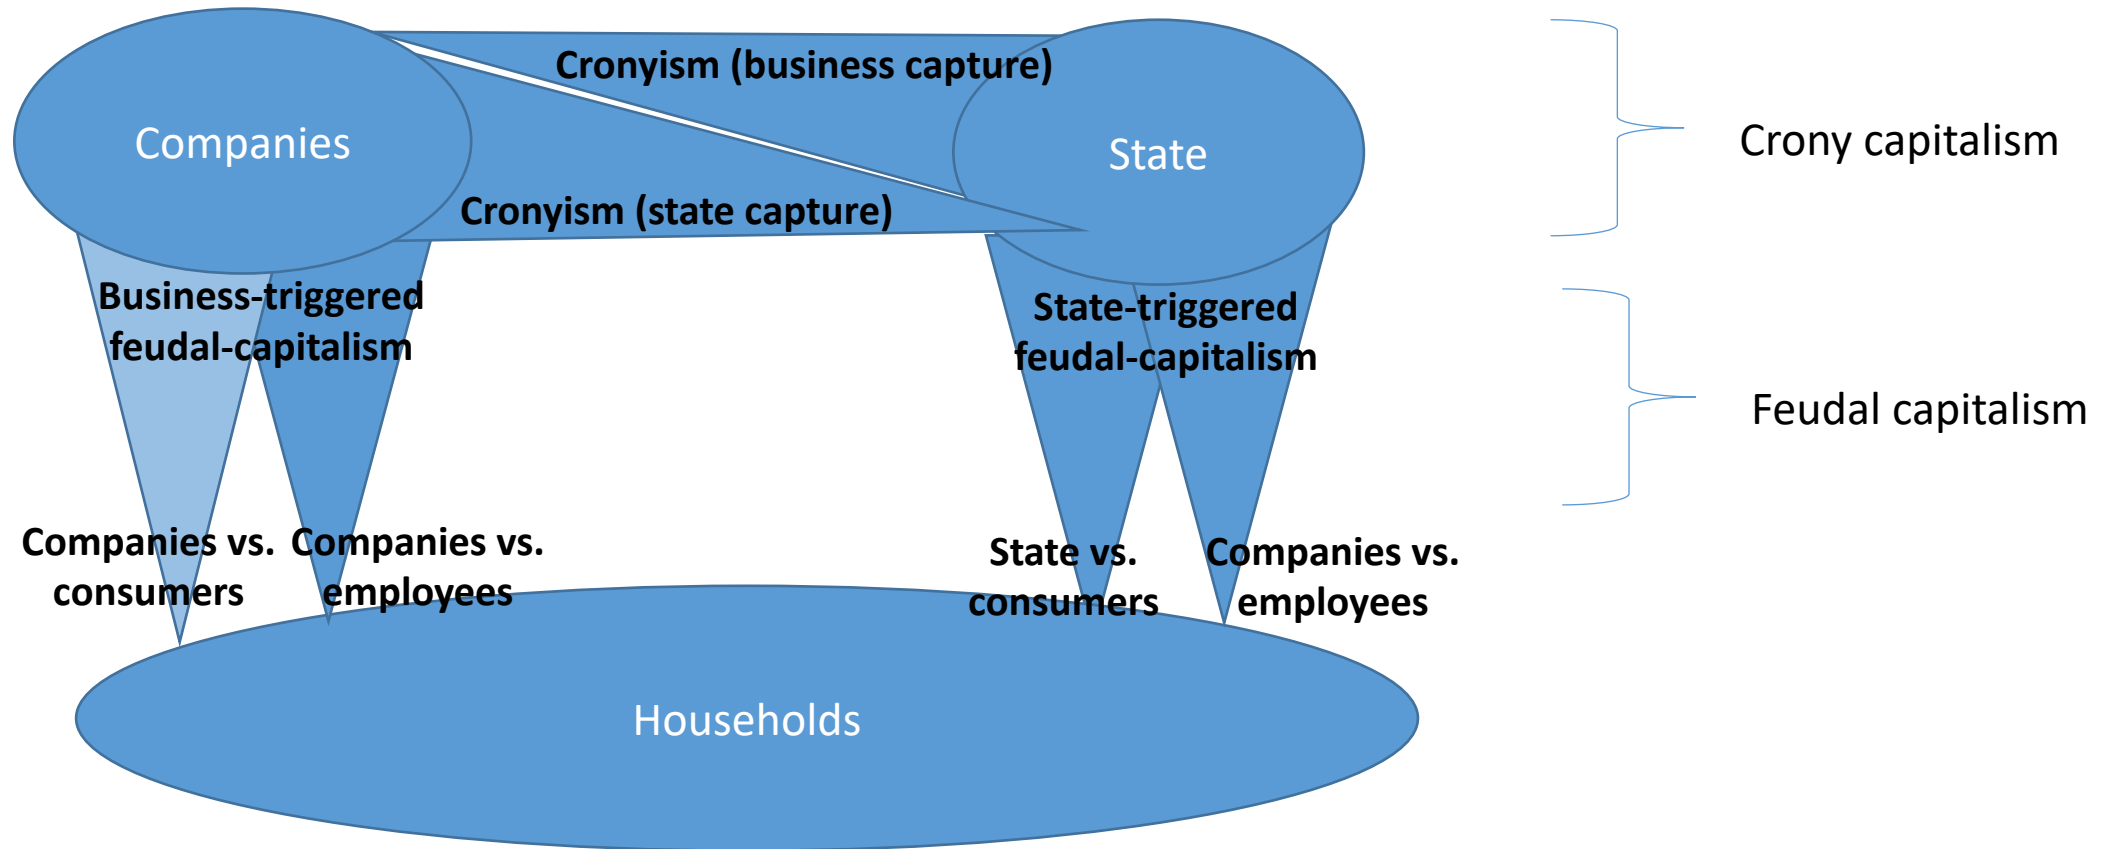 Cronyism (business capture)
Companies
State
Crony capitalism
Cronyism (state capture)
Business-triggered
feudal-capitalism
State-triggered
feudal-capitalism
Feudal capitalism
Companies vs.
consumers
Companies vs.
employees
State vs.
consumers
Companies vs.
employees
Households